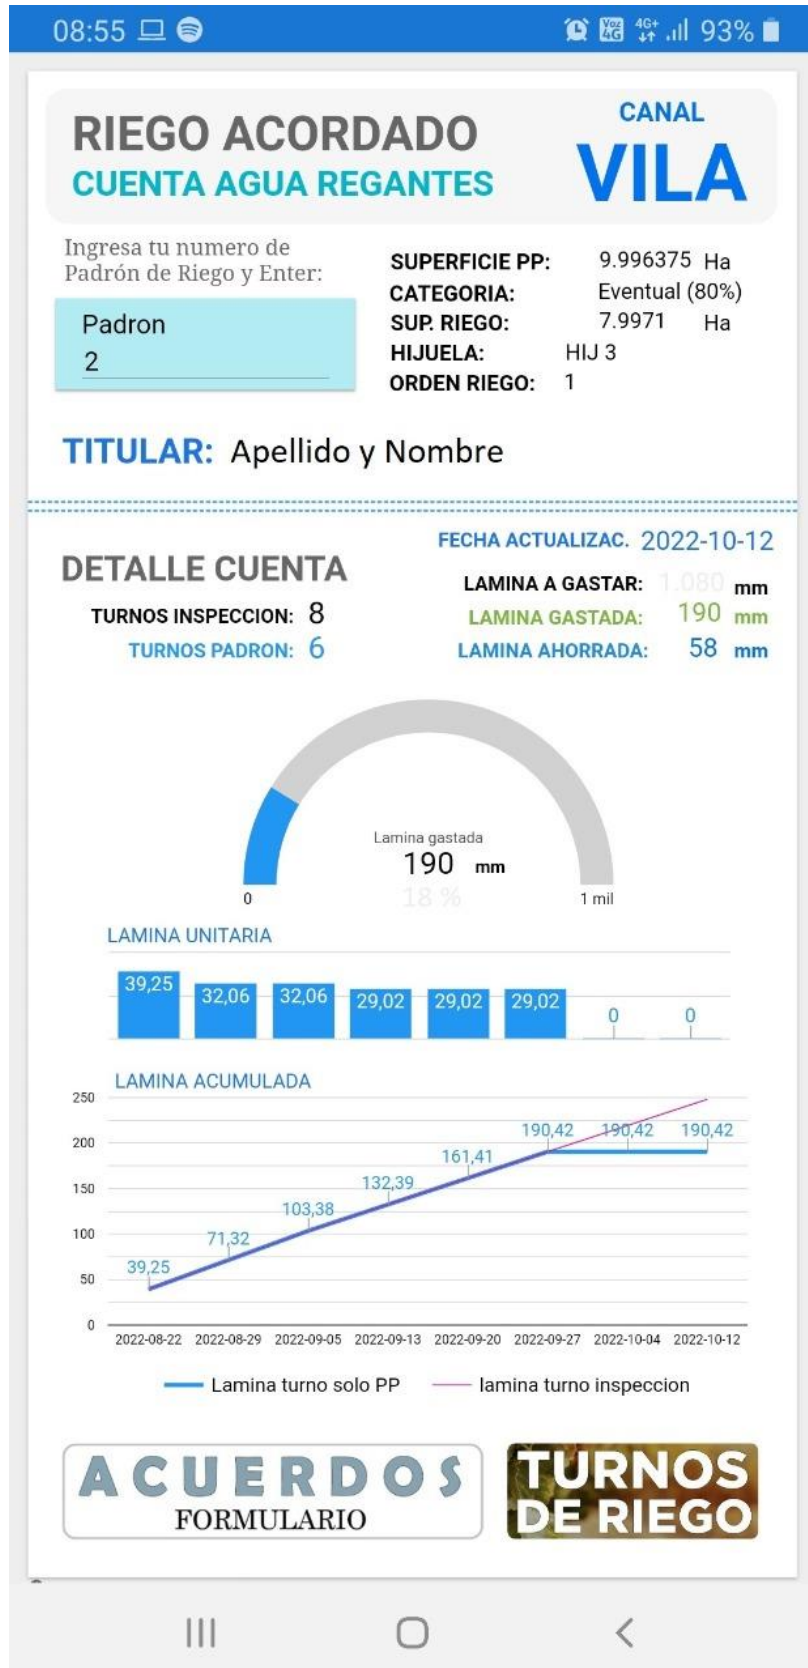 08:55 Voz 4G 4G+ 93%
RIEGO ACORDADO
CUENTA AGUA REGANTES
CANAL
VILA
Ingresa tu numero de
Padrón de Riego y Enter:
Padron
2
SUPERFICIE PP: 9.996375 Ha
CATEGORIA: Eventual (80%)
SUP. RIEGO: 7.9971 Ha
HIJUELA: HIJ 3
ORDEN RIEGO: 1
TITULAR: Apellido y Nombre
FECHA ACTUALIZAC. 2022-10-12
DETALLE CUENTA
TURNOS INSPECCION: 8
TURNOS PADRON: 6
LAMINA A GASTAR: 1.080 mm
LAMINA GASTADA: 190 mm
LAMINA AHORRADA: 58 mm
Lamina gastada
190 mm
18 %
0 1 mil
LAMINA UNITARIA
39,25 32,06 32,06 29,02 29,02 29,02 0 0
LAMINA ACUMULADA
250
200
150
100
50
0
39,25 71,32 103,38 132,39 161,41 190,42 190,42 190,42
2022-08-22 2022-08-29 2022-09-05 2022-09-13 2022-09-20 2022-09-27 2022-10-04 2022-10-12
Lamina turno solo PP lamina turno inspeccion
ACUERDOS
FORMULARIO
TURNOS
DE RIEGO